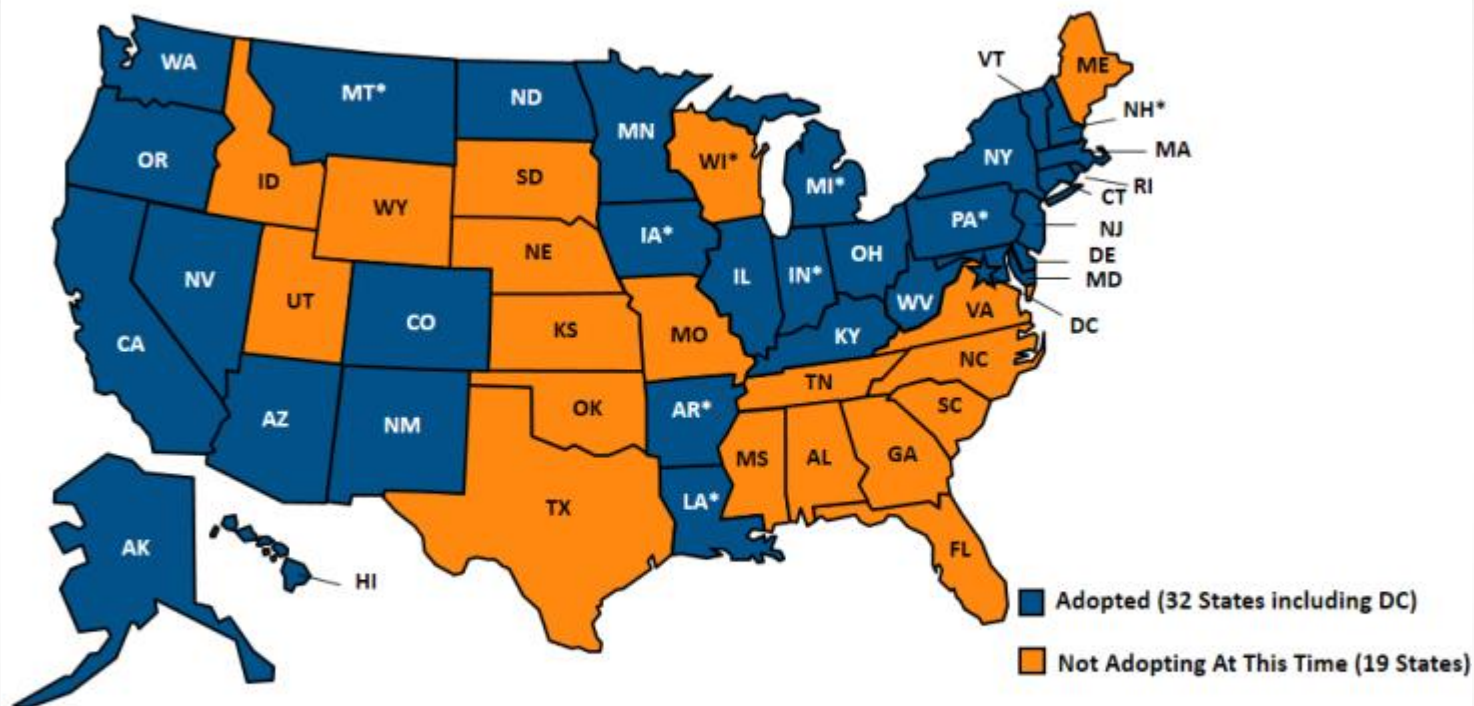 WA
MT*
ND
MN
OR
ID
WY
SD
WI*
MI*
NY
VT
ME
NH*
MA
RI
CT
NJ
DE
MD
DC
PA*
NV
UT
CO
NE
IA*
IL
IN*
OH
WV
VA
CA
KS
MO
KY
NC
TN
SC
AZ
NM
OK
AR*
MS
AL
GA
TX
LA*
FL
AK
HI
Adopted (32 States including DC)
Not Adopting At This Time (19 States)